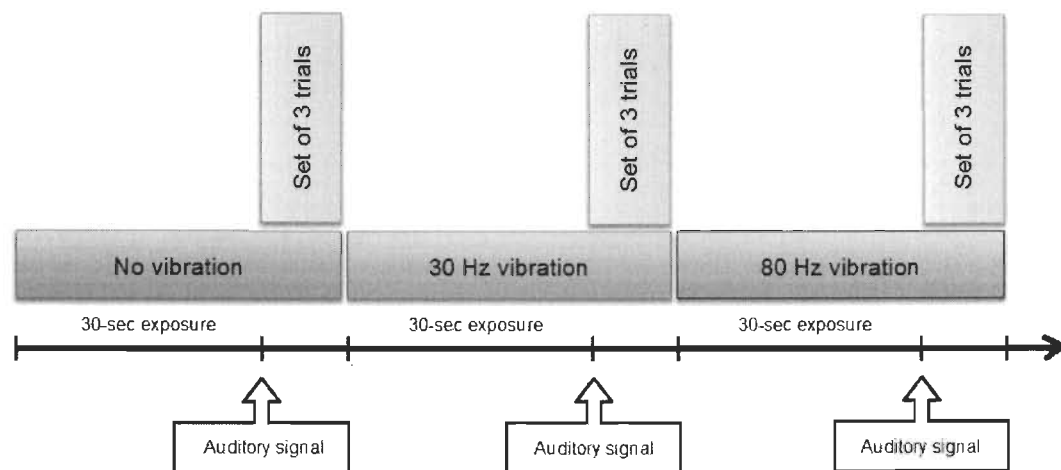 Set of 3 trials
Set of 3 trials
Set of 3 trials
No vibration
30 Hz vibration
80 Hz vibration
30-sec exposure
30-sec exposure
30-sec exposure
Auditory signal
Auditory signal
Auditory signal